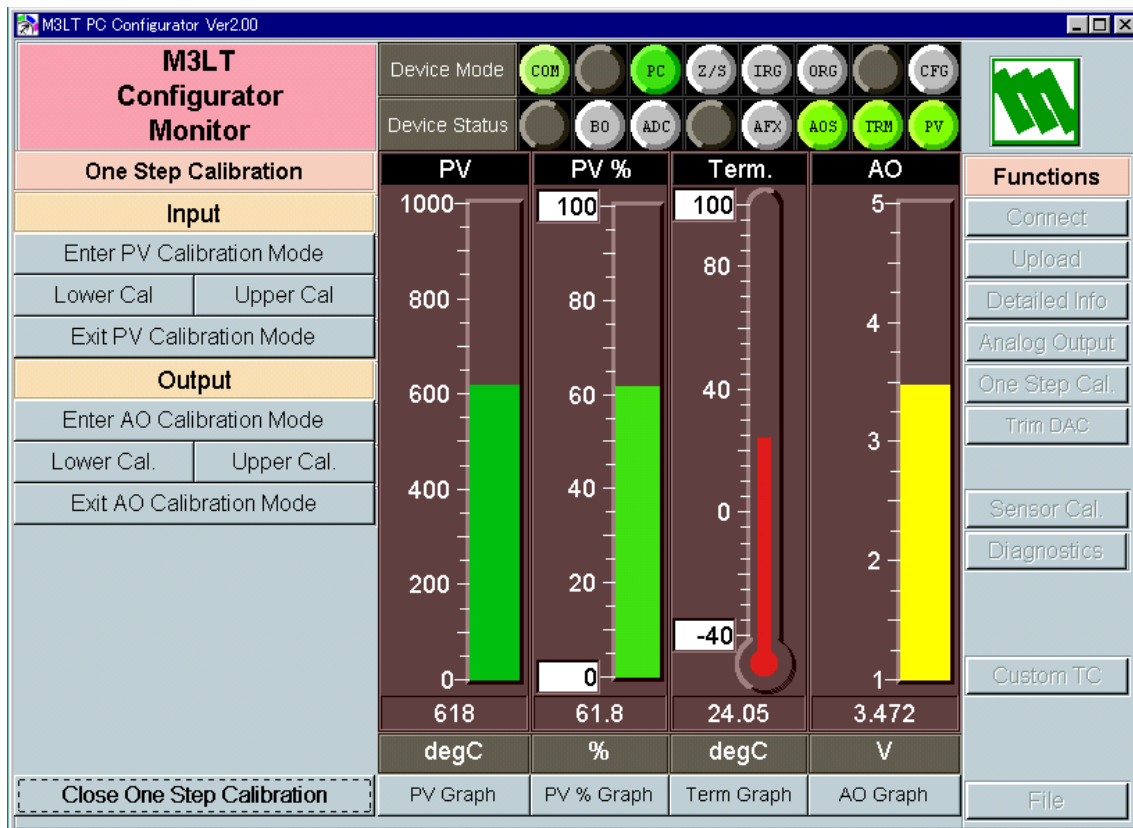 M3LT PC Configurator Ver2.00
M3LT
Configurator
Monitor
Device Mode COM PC Z/S IRG ORG CFG
Device Status BO ADC AFX AOS TRM PV
One Step Calibration
Input
Enter PV Calibration Mode
Lower Cal Upper Cal
Exit PV Calibration Mode
Output
Enter AO Calibration Mode
Lower Cal. Upper Cal.
Exit AO Calibration Mode
Close One Step Calibration
PV
1000
800
600
400
200
0
618
degC
PV Graph
PV %
100
80
60
40
20
0
61.8
%
PV % Graph
Term.
100
80
40
0
-40
24.05
degC
Term Graph
AO
5
4
3
2
1
3.472
V
AO Graph
Functions
Connect
Upload
Detailed Info
Analog Output
One Step Cal.
Trim DAC
Sensor Cal.
Diagnostics
Custom TC
File